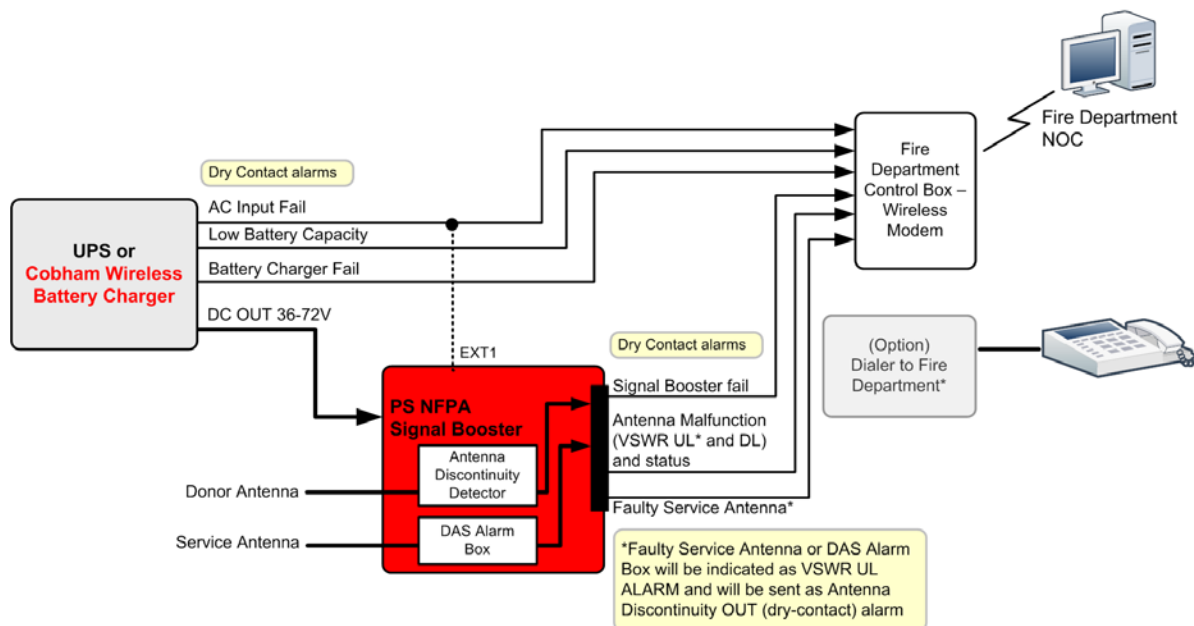 Fire Department
NOC
Fire
Department
Control Box –
Wireless
Modem
Dry Contact alarms
AC Input Fail
Low Battery Capacity
Battery Charger Fail
DC OUT 36-72V
UPS or
Cobham Wireless
Battery Charger
EXT1
Dry Contact alarms
(Option)
Dialer to Fire
Department*
PS NFPA
Signal Booster
Antenna
Discontinuity
Detector
DAS Alarm
Box
Donor Antenna
Service Antenna
Signal Booster fail
Antenna Malfunction
(VSWR UL* and DL)
and status
Faulty Service Antenna*
*Faulty Service Antenna or DAS Alarm
Box will be indicated as VSWR UL
ALARM and will be sent as Antenna
Discontinuity OUT (dry-contact) alarm